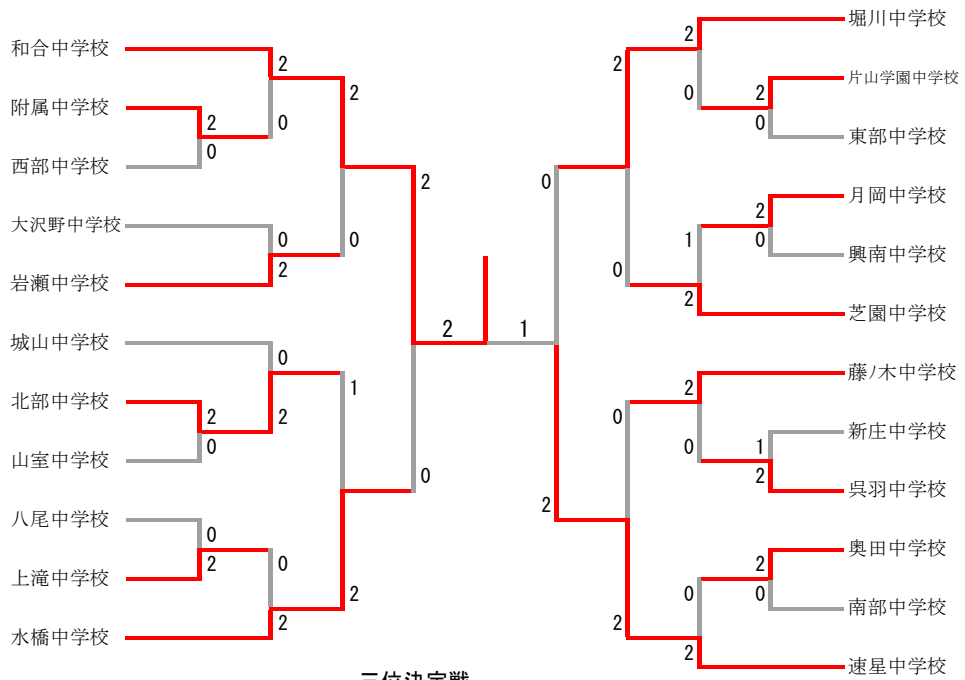 和合中学校
附属中学校
西部中学校
大沢野中学校
岩瀬中学校
城山中学校
北部中学校
山室中学校
八尾中学校
上滝中学校
水橋中学校
2
0
2
0
0
2
0
2
2
0
0
2
0
2
2
0
1
2
2
0
2
1
0
2
2
0
0
2
2
0
2
0
1
2
2
0
0
2
2
0
1
2
2
0
堀川中学校
片山学園中学校
東部中学校
月岡中学校
興南中学校
芝園中学校
藤ノ木中学校
新庄中学校
呉羽中学校
奥田中学校
南部中学校
速星中学校
三位決定戦